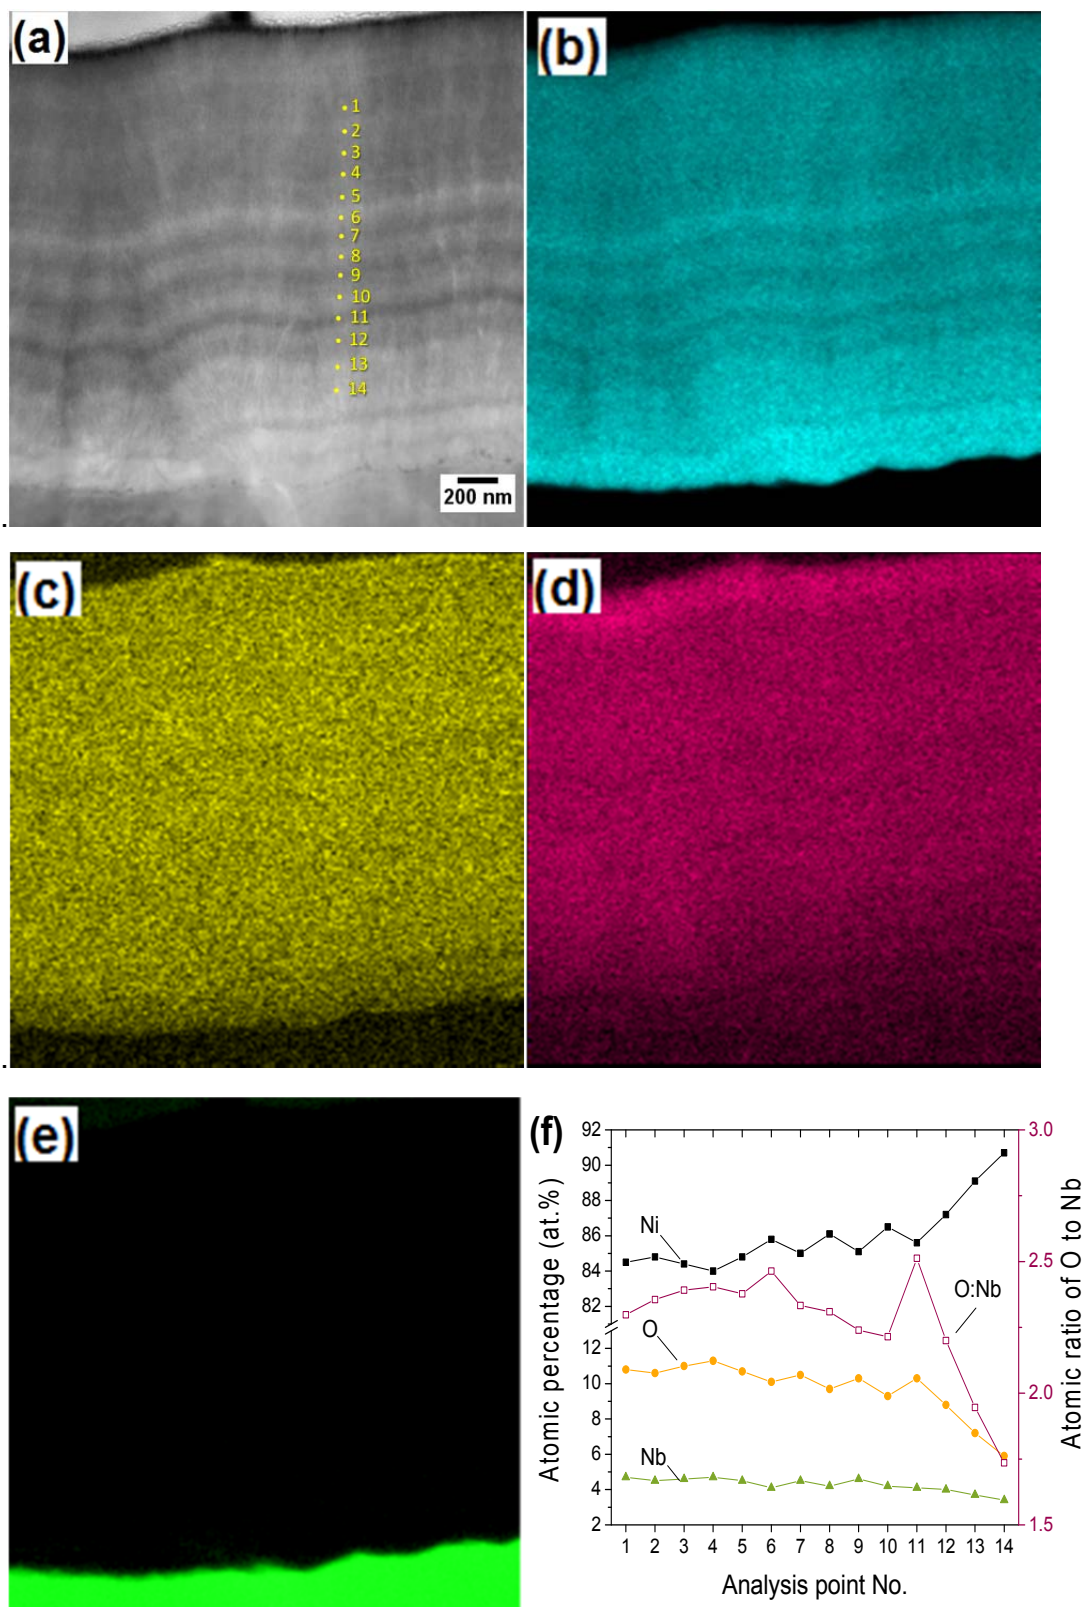 (a)
1
2
3
4
5
6
7
8
9
10
11
12
13
14
200 nm
(b)
.
(c)
(d)
.
(e)
(f)
92
90
88
86
84
82
12
10
8
6
4
2
3.0
2.5
2.0
1.5
Ni
O:Nb
O
Nb
Atomic percentage (at.%)
Atomic ratio of O to Nb
1 2 3 4 5 6 7 8 9 10 11 12 13 14
Analysis point No.